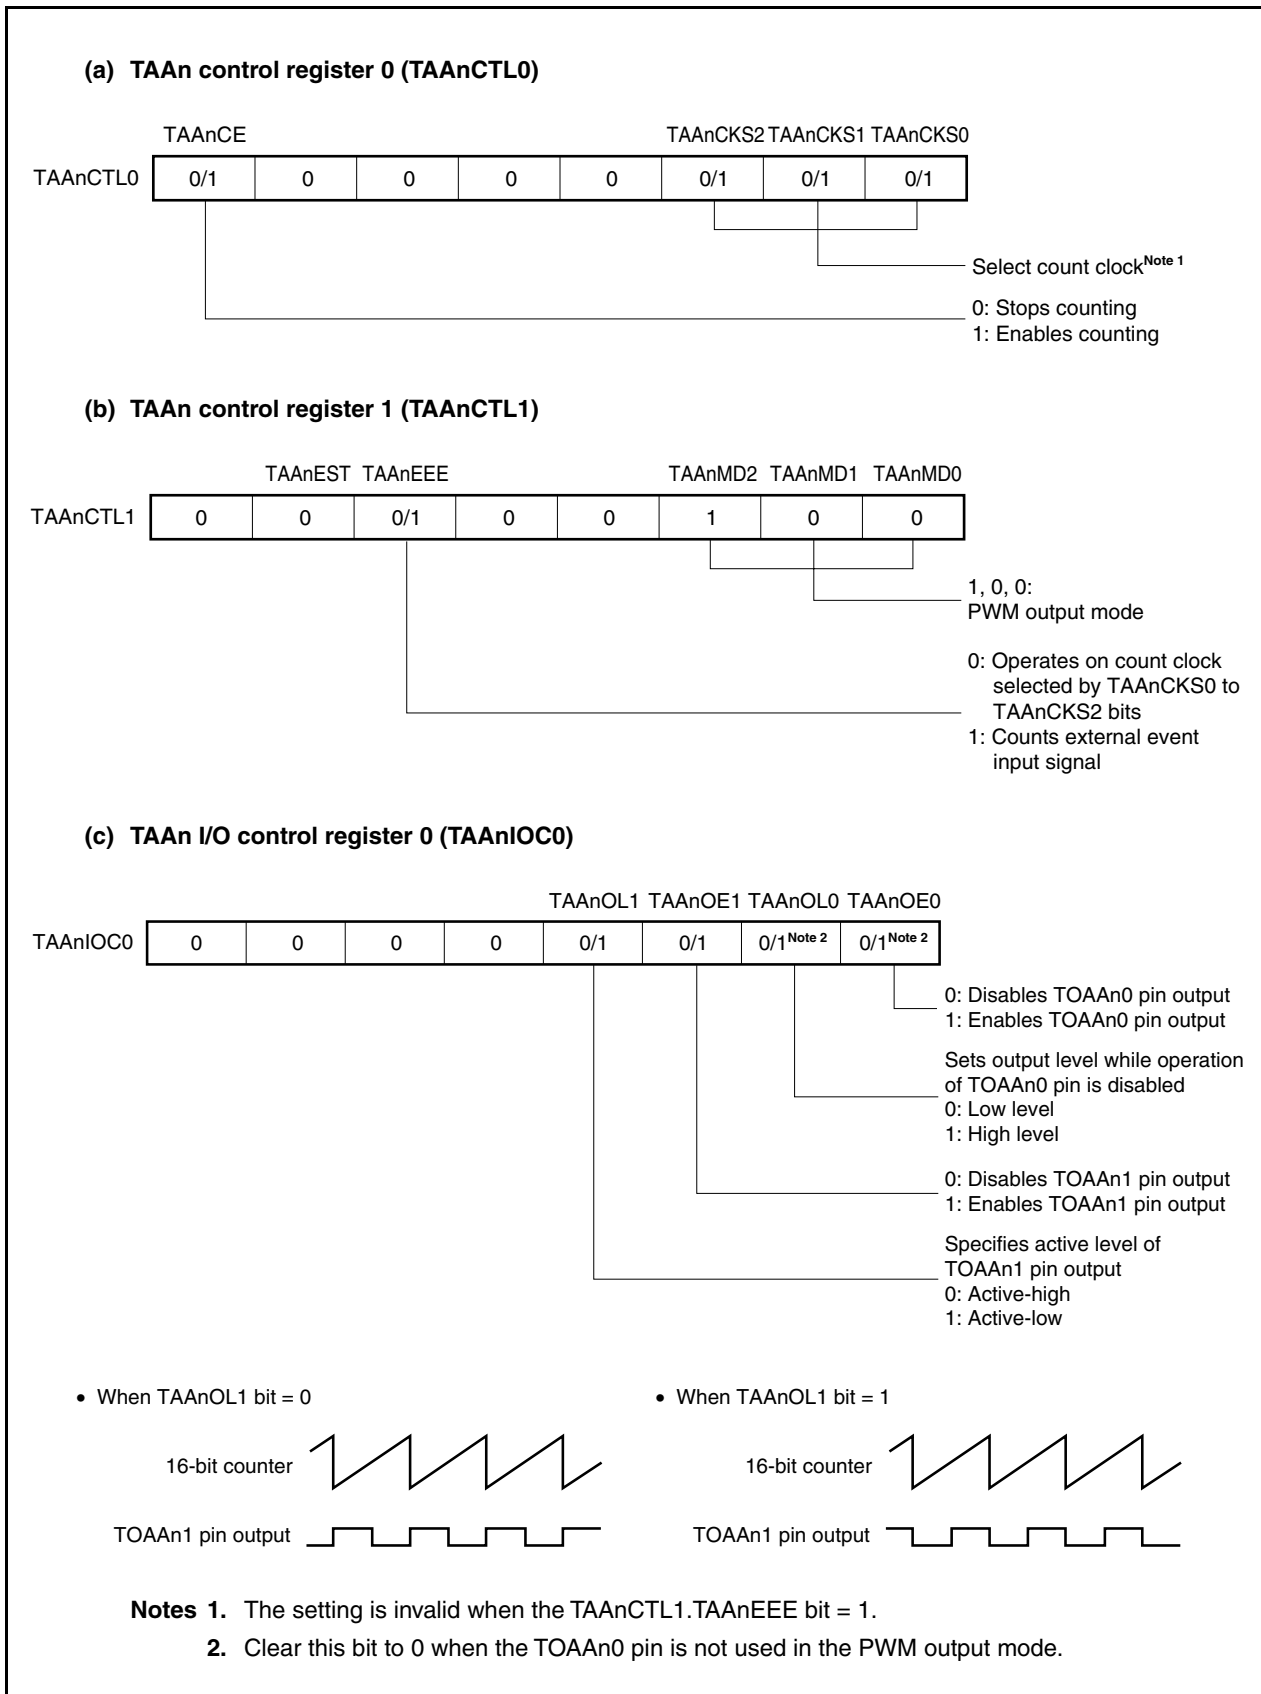 (a) TAAn control register 0 (TAAnCTL0)
TAAnCE TAAnCKS2 TAAnCKS1 TAAnCKS0
TAAnCTL0 0/1 0 0 0 0 0/1 0/1 0/1
Select count clock Note 1
0: Stops counting
1: Enables counting
(b) TAAn control register 1 (TAAnCTL1)
TAAnEST TAAnEEE TAAnMD2 TAAnMD1 TAAnMD0
TAAnCTL1 0 0 0/1 0 0 1 0 0
1, 0, 0:
PWM output mode
0: Operates on count clock
selected by TAAnCKS0 to
TAAnCKS2 bits
1: Counts external event
input signal
(c) TAAn I/O control register 0 (TAAnIOC0)
TAAnOL1 TAAnOE1 TAAnOL0 TAAnOE0
TAAnIOC0 0 0 0 0 0/1 0/1 0/1 Note 2 0/1 Note 2
0: Disables TOAAn0 pin output
1: Enables TOAAn0 pin output
Sets output level while operation
of TOAAn0 pin is disabled
0: Low level
1: High level
0: Disables TOAAn1 pin output
1: Enables TOAAn1 pin output
Specifies active level of
TOAAn1 pin output
0: Active-high
1: Active-low
• When TAAnOL1 bit = 0
16-bit counter
TOAAn1 pin output
• When TAAnOL1 bit = 1
16-bit counter
TOAAn1 pin output
Notes 1. The setting is invalid when the TAAnCTL1.TAAnEEE bit = 1.
2. Clear this bit to 0 when the TOAAn0 pin is not used in the PWM output mode.